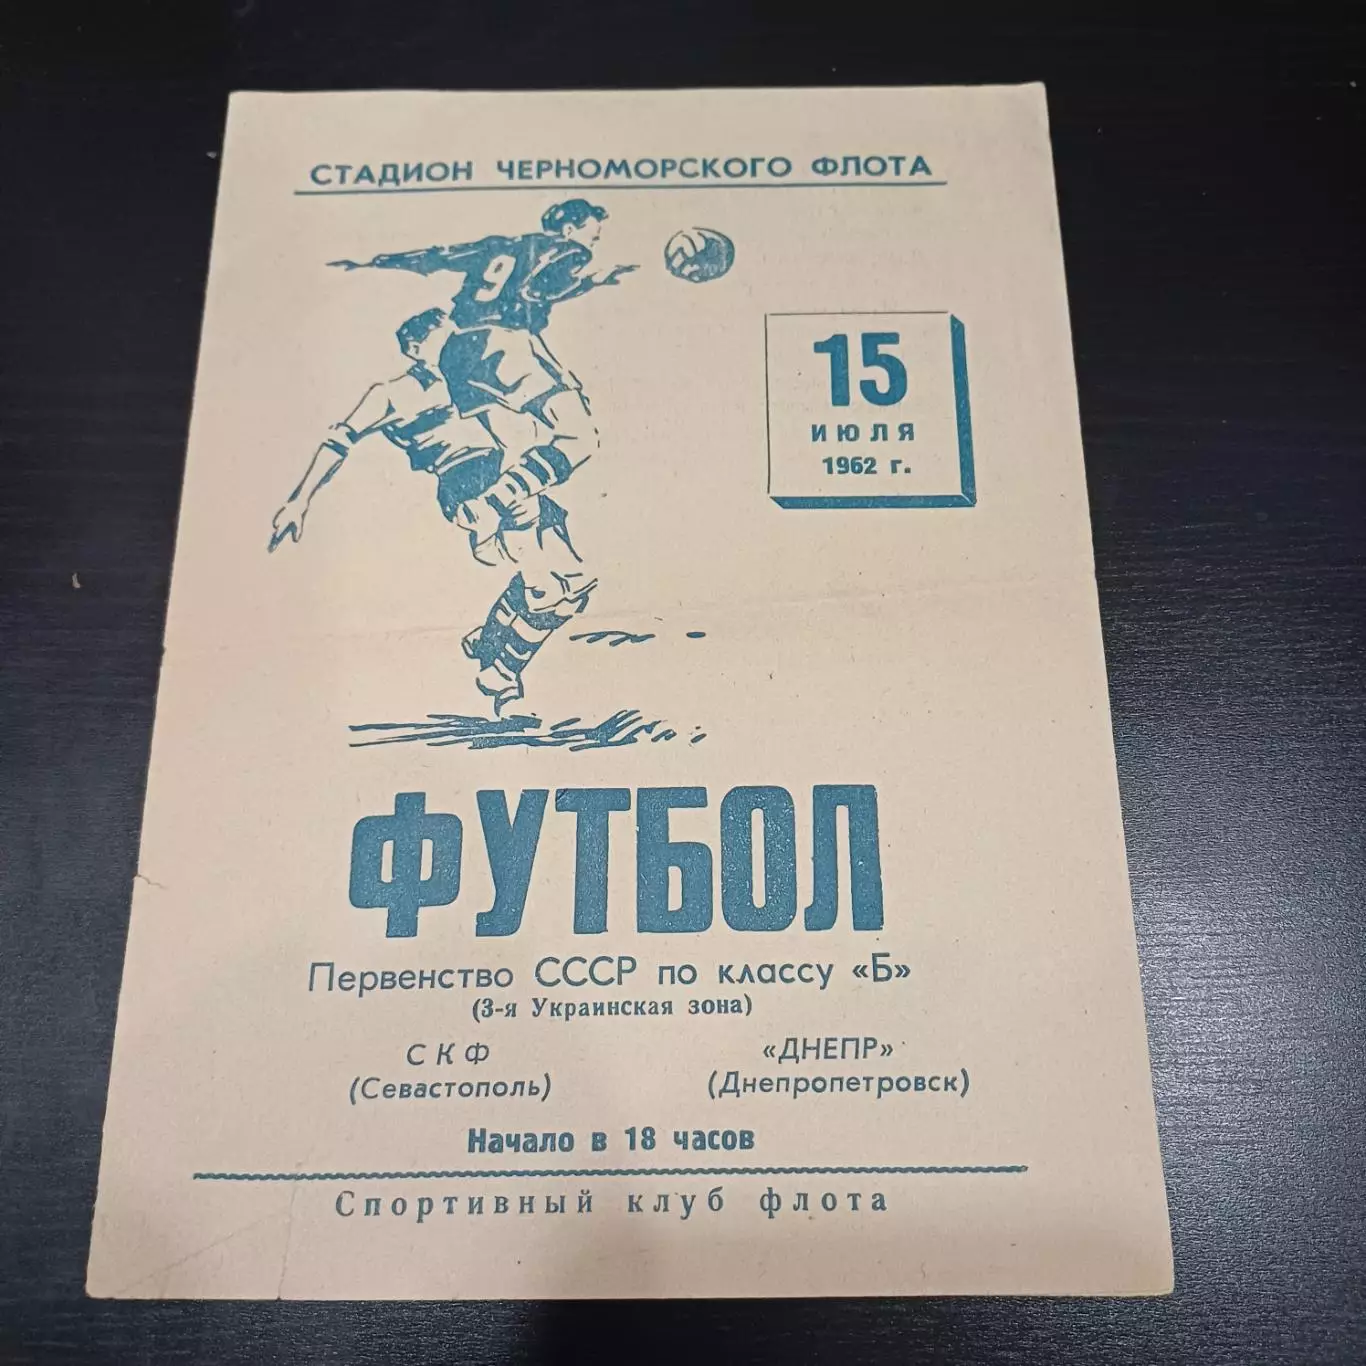 СТАДИОН ЧЕРНОМОРСКОГО ФЛОТА
9
15
ИЮЛЯ
1962 г.
ФУТБОЛ
Первенство СССР по классу «Б»
(3-я Украинская зона)
СКФ «ДНЕПР»
(Севастополь) (Днепропетровск)
Начало в 18 часов
Спортивный клуб флота